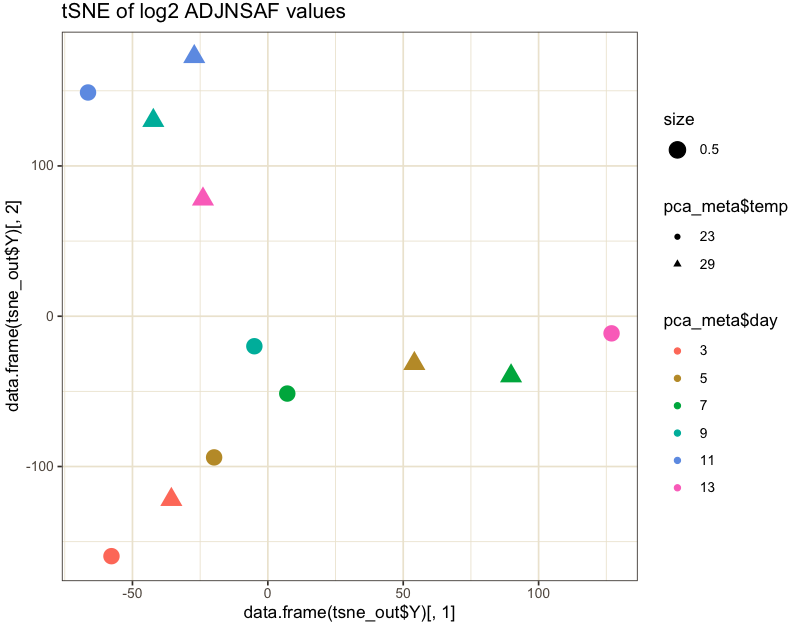 tSNE of log2 ADJNSAF values
data.frame(tsne_out$Y)[, 2]
100
0
-100
-50
0
50
100
data.frame(tsne_out$Y)[, 1]
size
0.5
pca_meta$temp
23
29
pca_meta$day
3
5
7
9
11
13